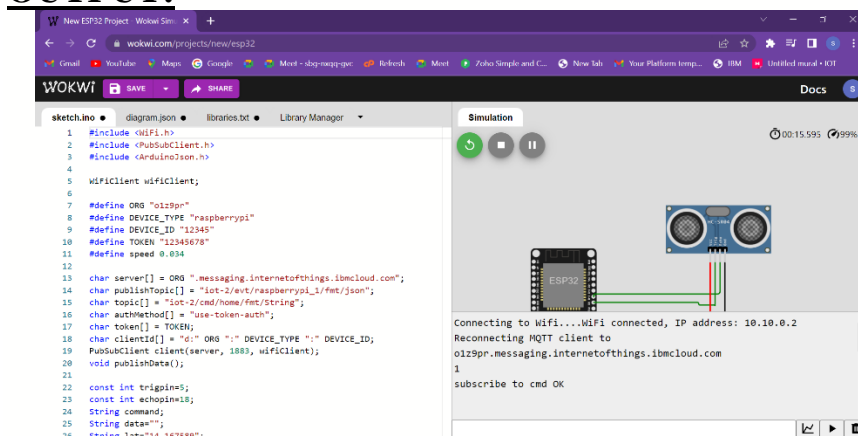 New ESP32 Project - Wokwi Simu
wokwi.com/projects/new/esp32
Gmail YouTube Maps Google Meet - sbg-mxqq-qvc Refresh Meet Zoho Simple and C... New Tab Your Platform temp... IBM Untitled mural • IOT
WOKWI SAVE SHARE Docs S
sketch.ino diagram.json libraries.txt Library Manager
Simulation
00:15.595 99%
1 #include <WiFi.h>
2 #include <PubSubClient.h>
3 #include <ArduinoJson.h>
4
5 WiFiClient wifiClient;
6
7 #define ORG "o1z9pr"
8 #define DEVICE_TYPE "raspberrypi"
9 #define DEVICE_ID "12345"
10 #define TOKEN "12345678"
11 #define speed 0.034
12
13 char server[] = ORG ".messaging.internetofthings.ibmcloud.com";
14 char publishTopic[] = "iot-2/evt/raspberrypi_1/fmt/json";
15 char topic[] = "iot-2/cmd/home/fmt/String";
16 char authMethod[] = "use-token-auth";
17 char token[] = TOKEN;
18 char clientId[] = "d:" ORG ":" DEVICE_TYPE ":" DEVICE_ID;
19 PubSubClient client(server, 1883, wifiClient);
20 void publishData();
21
22 const int trigpin=5;
23 const int echopin=18;
24 String command;
25 String data="";
ESP32
Connecting to Wifi....WiFi connected, IP address: 10.10.0.2
Reconnecting MQTT client to
o1z9pr.messaging.internetofthings.ibmcloud.com
1
subscribe to cmd OK